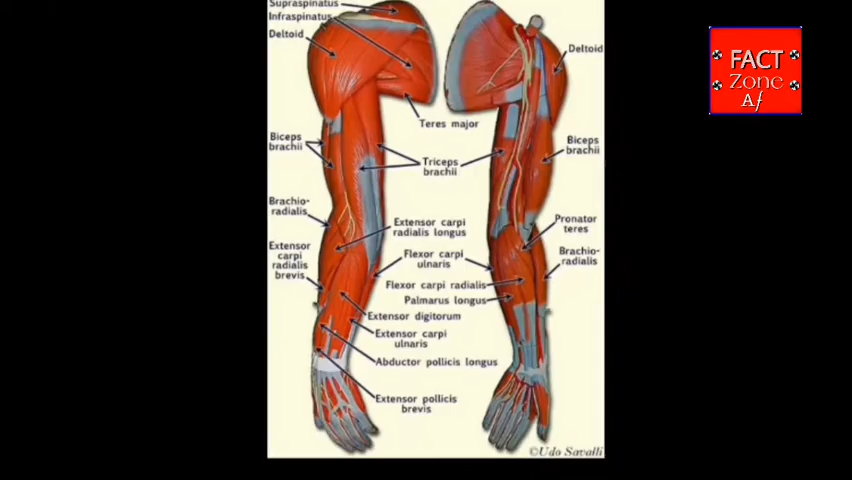 Supraspinatus
Infraspinatus
Deltoid
Teres major
Biceps
brachii
Triceps
brachii
Brachio-
radialis
Extensor carpi
radialis longus
Extensor
carpi
radialis
brevis
Flexor carpi
ulnaris
Flexor carpi radialis
Palmarus longus
Extensor digitorum
Extensor carpi
ulnaris
Abductor pollicis longus
Extensor pollicis
brevis
Deltoid
Biceps
brachii
Pronator
teres
Brachio-
radialis
©Udo Savalli
FACT
Zone
Af